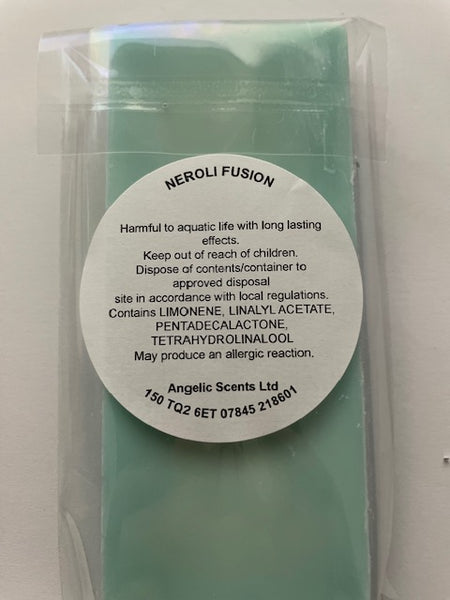 NEROLI FUSION
Harmful to aquatic life with long lasting
effects.
Keep out of reach of children.
Dispose of contents/container to
approved disposal
site in accordance with local regulations.
Contains LIMONENE, LINALYL ACETATE,
PENTADECALACTONE,
TETRAHYDROLINALOOL
May produce an allergic reaction.
Angelic Scents Ltd
150 TQ2 6ET 07845 218601